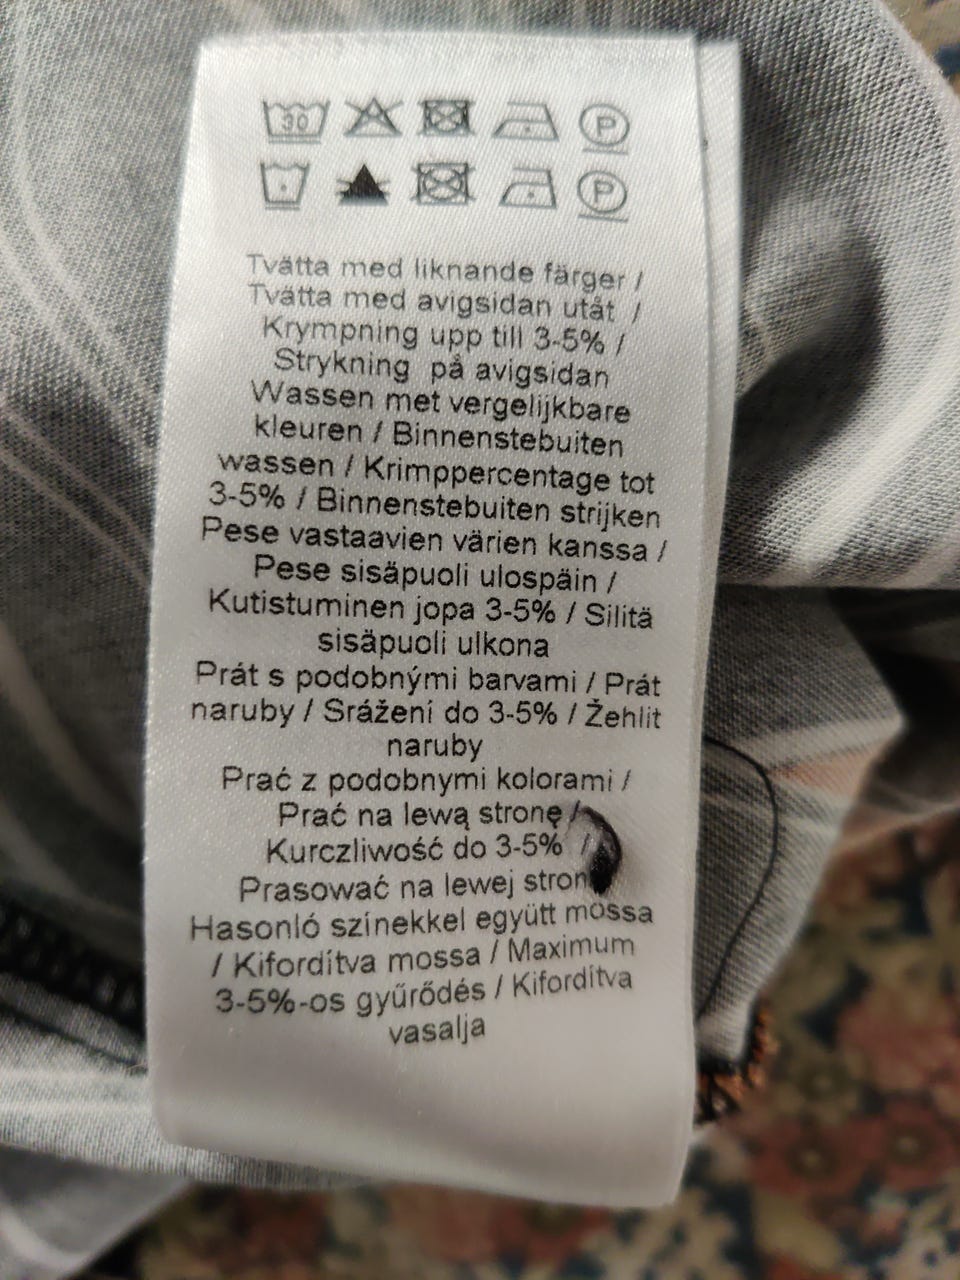 30 P
P
Tvätta med liknande färger /
Tvätta med avigsidan utåt /
Krympning upp till 3-5% /
Strykning på avigsidan
Wassen met vergelijkbare
kleuren / Binnenstebuiten
wassen / Krimppercentage tot
3-5% / Binnenstebuiten strijken
Pese vastaavien värien kanssa /
Pese sisäpuoli ulospäin /
Kutistuminen jopa 3-5% / Silitä
sisäpuoli ulkona
Prát s podobnými barvami / Prát
naruby / Srážení do 3-5% / Žehlit
naruby
Prać z podobnymi kolorami /
Prać na lewą stronę /
Kurczliwość do 3-5% /
Prasować na lewej stron
Hasonló színekkel együtt mossa
/ Kifordítva mossa / Maximum
3-5%-os gyűrődés / Kifordítva
vasalja